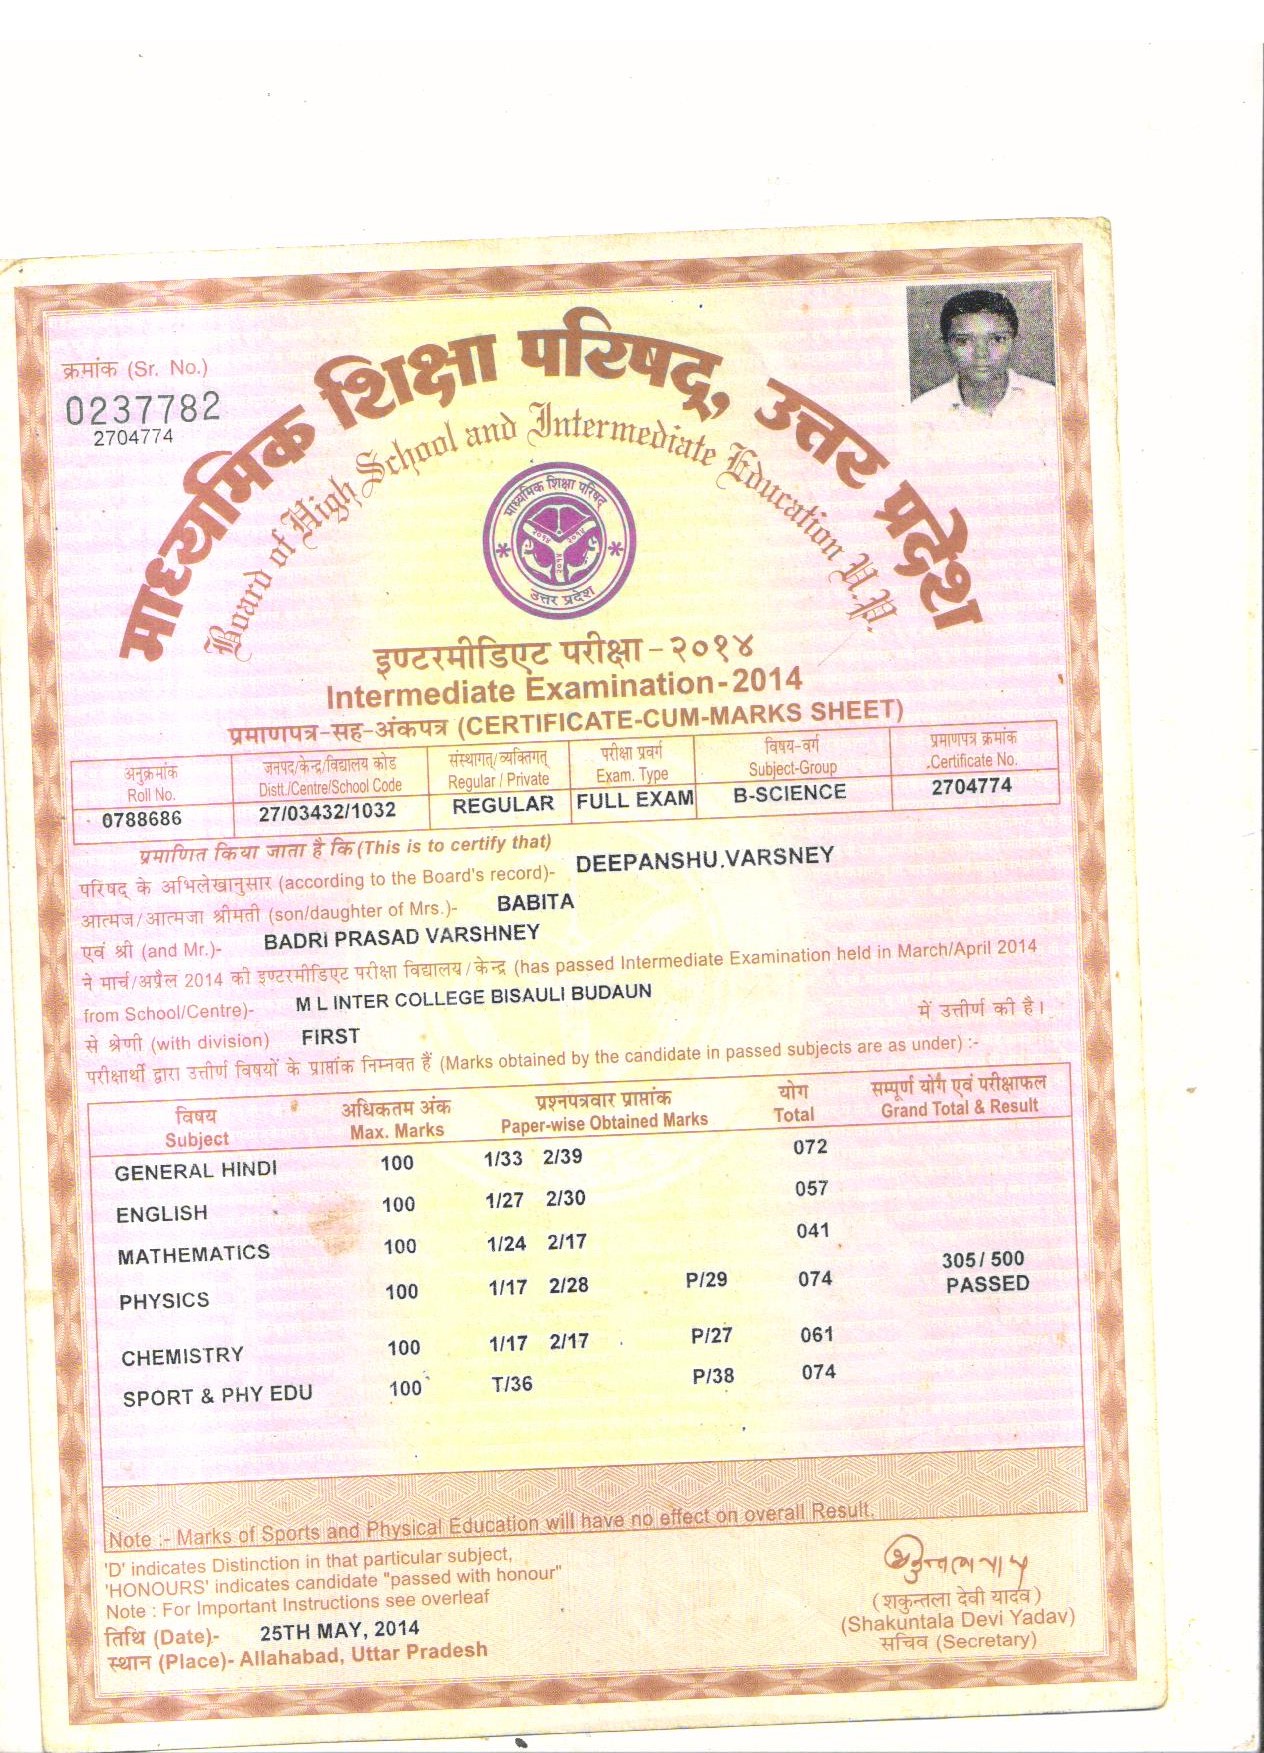 क्रमांक (Sr. No.)
0237782
2704774
माध्यमिक शिक्षा परिषद्, उत्तर प्रदेश
Board of High School and Intermediate Education U.P.
माध्यमिक शिक्षा परिषद्
उत्तर प्रदेश
इण्टरमीडिएट परीक्षा-२०१४
Intermediate Examination-2014
प्रमाणपत्र-सह-अंकपत्र (CERTIFICATE-CUM-MARKS SHEET)
अनुक्रमांक जनपद/केन्द्र/विद्यालय कोड संस्थागत्/व्यक्तिगत् परीक्षा प्रवर्ग विषय-वर्ग प्रमाणपत्र क्रमांक
Roll No. Distt./Centre/School Code Regular / Private Exam. Type Subject-Group Certificate No.
0788686 27/03432/1032 REGULAR FULL EXAM B-SCIENCE 2704774
प्रमाणित किया जाता है कि (This is to certify that)
परिषद् के अभिलेखानुसार (according to the Board's record)- DEEPANSHU.VARSNEY
आत्मज/आत्मजा श्रीमती (son/daughter of Mrs.)- BABITA
एवं श्री (and Mr.)- BADRI PRASAD VARSHNEY
ने मार्च/अप्रैल 2014 की इण्टरमीडिएट परीक्षा विद्यालय/केन्द्र (has passed Intermediate Examination held in March/April 2014
from School/Centre)- M L INTER COLLEGE BISAULI BUDAUN
से श्रेणी (with division) FIRST में उत्तीर्ण की है।
परीक्षार्थी द्वारा उत्तीर्ण विषयों के प्राप्तांक निम्नवत हैं (Marks obtained by the candidate in passed subjects are as under) :-
विषय अधिकतम अंक प्रश्नपत्रवार प्राप्तांक योग सम्पूर्ण योग एवं परीक्षाफल
Subject Max. Marks Paper-wise Obtained Marks Total Grand Total & Result
GENERAL HINDI 100 1/33 2/39 072
ENGLISH 100 1/27 2/30 057
MATHEMATICS 100 1/24 2/17 041
305/ 500
PHYSICS 100 1/17 2/28 P/29 074 PASSED
CHEMISTRY 100 1/17 2/17 P/27 061
SPORT & PHY EDU 100 T/36 P/38 074
Note :- Marks of Sports and Physical Education will have no effect on overall Result.
'D' indicates Distinction in that particular subject,
'HONOURS' indicates candidate "passed with honour"
Note : For Important Instructions see overleaf
तिथि (Date)- 25TH MAY, 2014
स्थान (Place)- Allahabad, Uttar Pradesh
(शकुन्तला देवी यादव)
(Shakuntala Devi Yadav)
सचिव (Secretary)